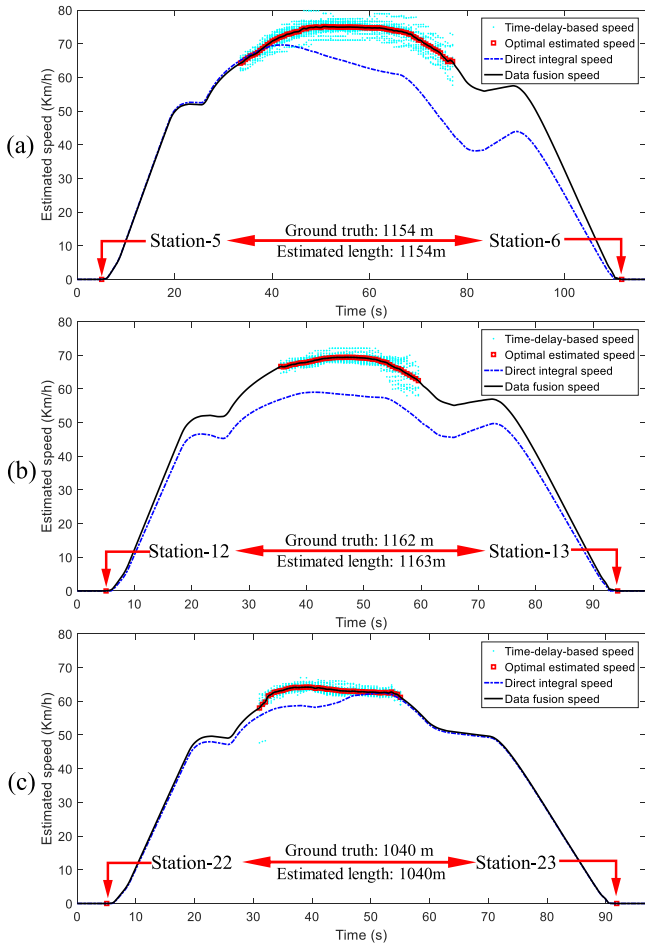 80
70
60
50
40
30
20
10
0
Estimated speed (Km/h)
Time-delay-based speed
Optimal estimated speed
Direct integral speed
Data fusion speed
(a)
Station-5
Ground truth: 1154 m
Estimated length: 1154m
Station-6
0 20 40 60 80 100
Time (s)
80
70
60
50
40
30
20
10
0
Estimated speed (Km/h)
Time-delay-based speed
Optimal estimated speed
Direct integral speed
Data fusion speed
(b)
Station-12
Ground truth: 1162 m
Estimated length: 1163m
Station-13
0 10 20 30 40 50 60 70 80 90
Time (s)
80
70
60
50
40
30
20
10
0
Estimated speed (Km/h)
Time-delay-based speed
Optimal estimated speed
Direct integral speed
Data fusion speed
(c)
Station-22
Ground truth: 1040 m
Estimated length: 1040m
Station-23
0 10 20 30 40 50 60 70 80 90
Time (s)